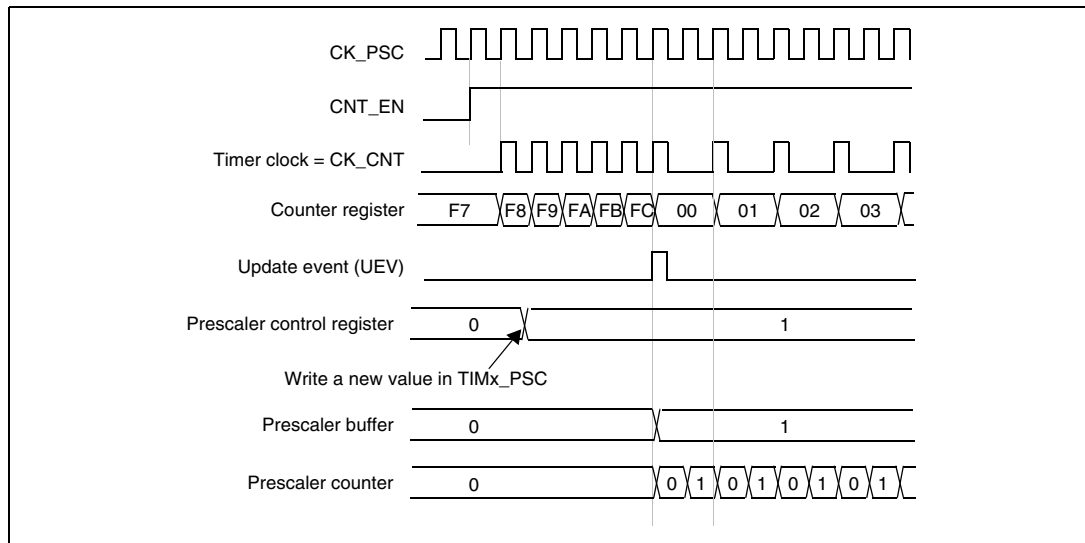 CK_PSC
CNT_EN
Timer clock = CK_CNT
Counter register F7 F8 F9 FA FB FC 00 01 02 03
Update event (UEV)
Prescaler control register 0 1
Write a new value in TIMx_PSC
Prescaler buffer 0 1
Prescaler counter 0 0 1 0 1 0 1 0 1